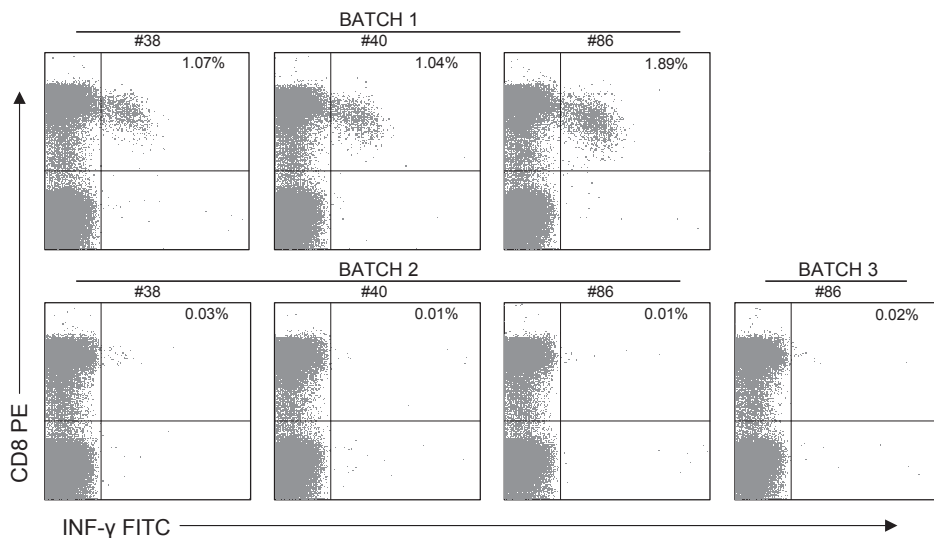 BATCH 1
#38 #40 #86
1.07% 1.04% 1.89%
BATCH 2 BATCH 3
#38 #40 #86 #86
0.03% 0.01% 0.01% 0.02%
CD8 PE
INF-γ FITC